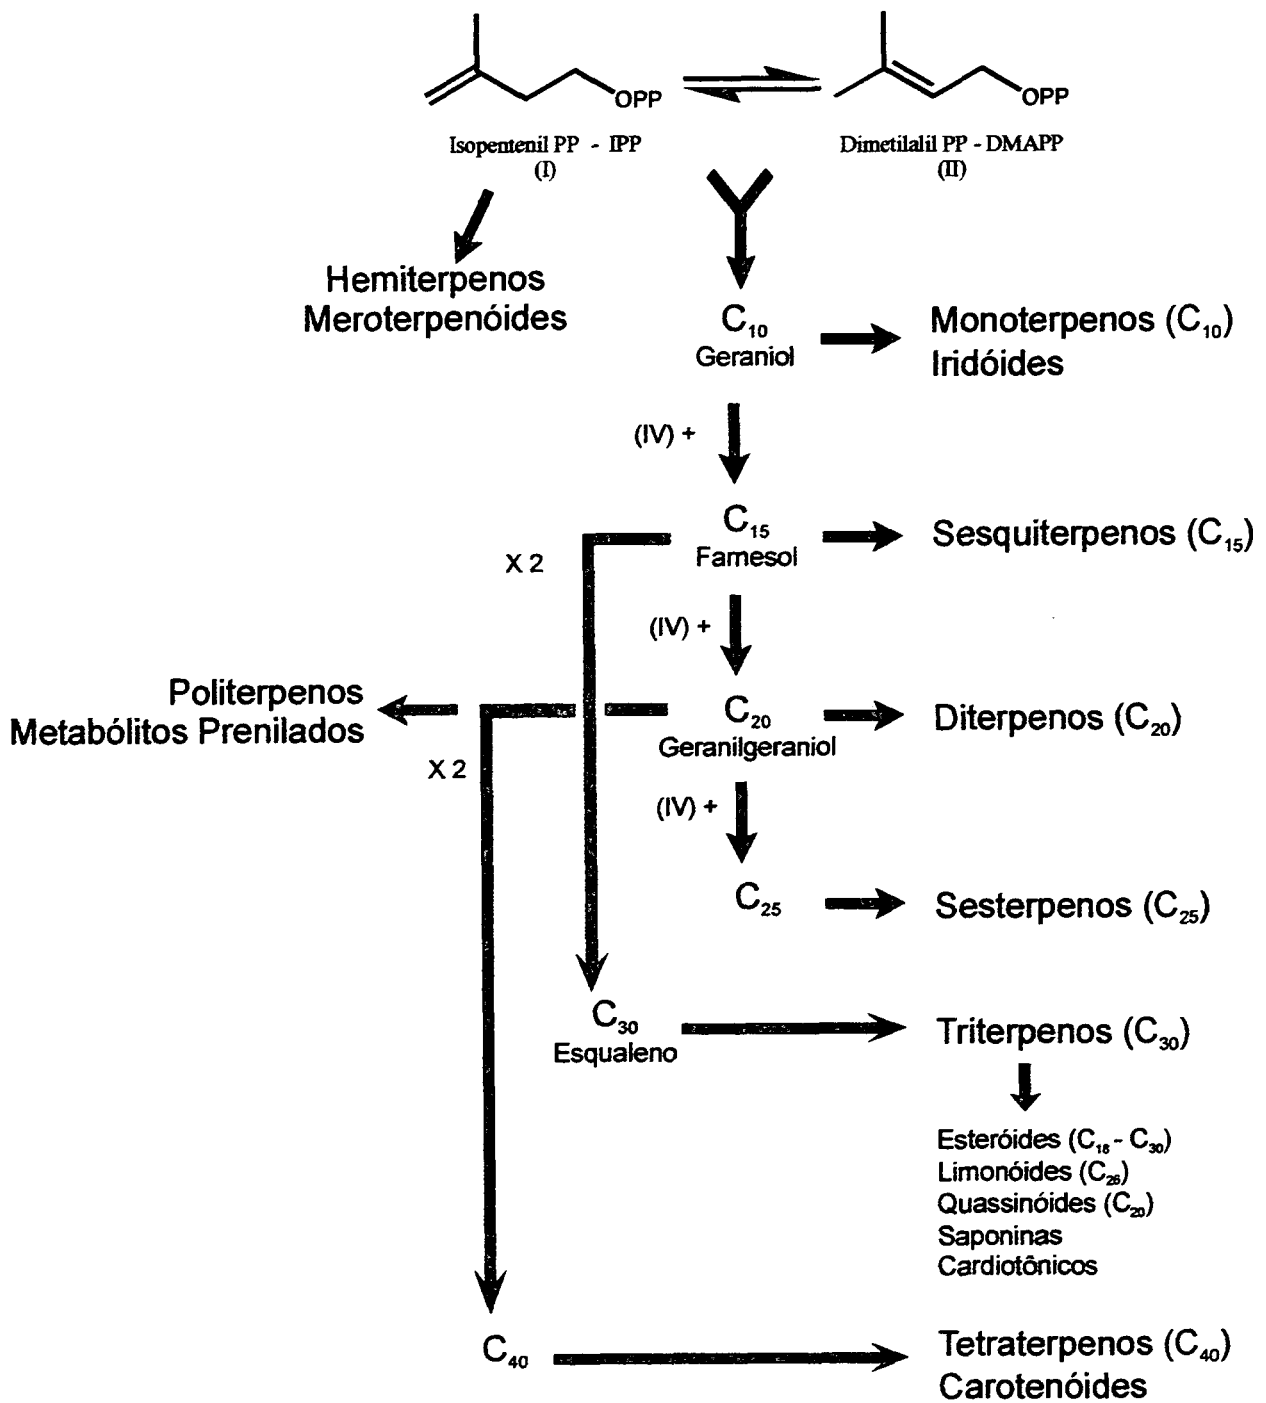 OPP
OPP
Isopentenil PP - IPP
(I)
Dimetilalil PP - DMAPP
(II)
Hemiterpenos
Meroterpenóides
C10
Geraniol
Monoterpenos (C10)
Iridóides
(IV) +
C15
Farnesol
Sesquiterpenos (C15)
X 2
(IV) +
Politerpenos
Metabólitos Prenilados
C20
Geranilgeraniol
Diterpenos (C20)
X 2
(IV) +
C25
Sesterpenos (C25)
C30
Esqualeno
Triterpenos (C30)
Esteróides (C18 - C30)
Limonóides (C26)
Quassinóides (C20)
Saponinas
Cardiotônicos
C40
Tetraterpenos (C40)
Carotenóides